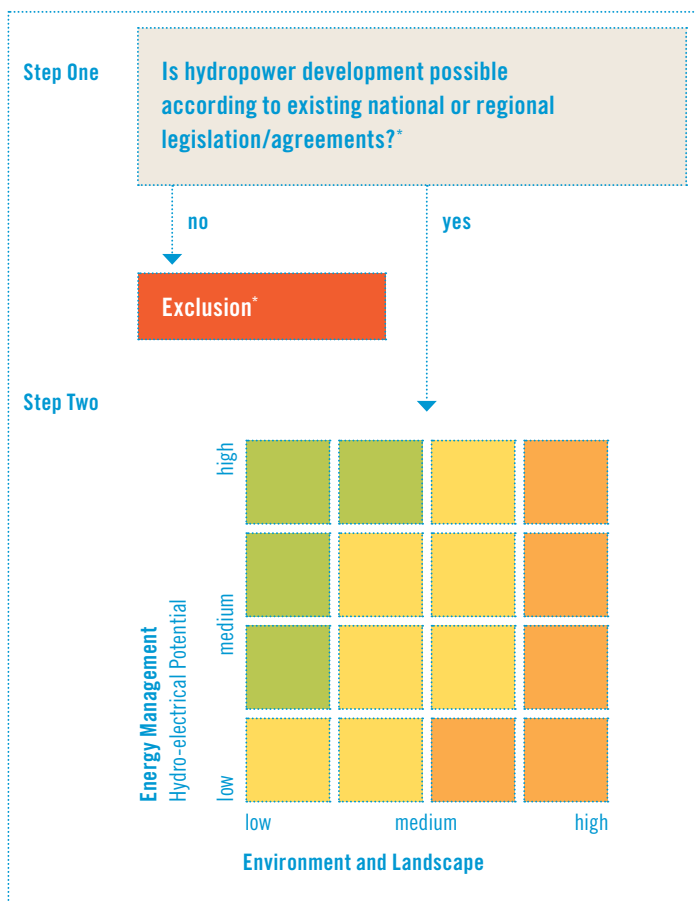 Step One
Is hydropower development possible
according to existing national or regional
legislation/agreements?*
no
yes
Exclusion*
Step Two
high
medium
low
Energy Management
Hydro-electrical Potential
low
medium
high
Environment and Landscape